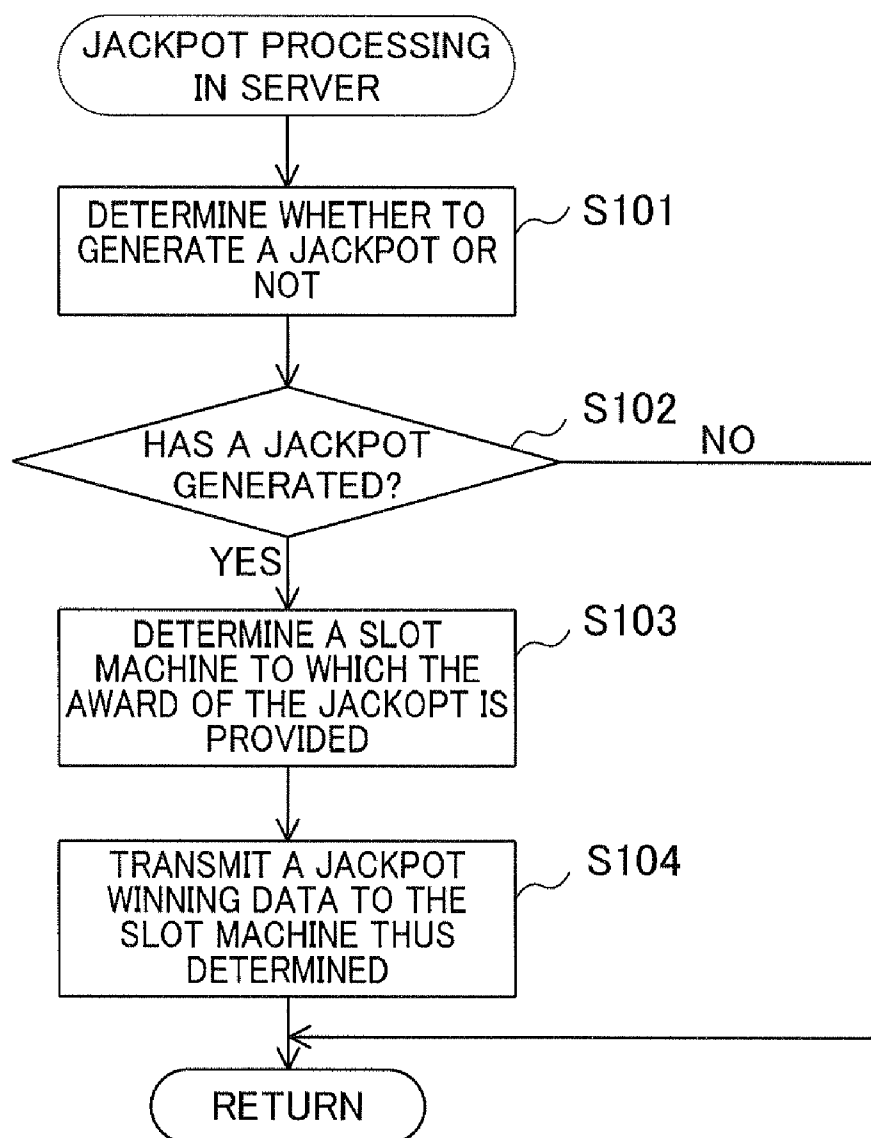 JACKPOT PROCESSING
IN SERVER
DETERMINE WHETHER TO
GENERATE A JACKPOT OR
NOT
S101
HAS A JACKPOT
GENERATED?
S102
NO
YES
DETERMINE A SLOT
MACHINE TO WHICH THE
AWARD OF THE JACKOPT IS
PROVIDED
S103
TRANSMIT A JACKPOT
WINNING DATA TO THE
SLOT MACHINE THUS
DETERMINED
S104
RETURN